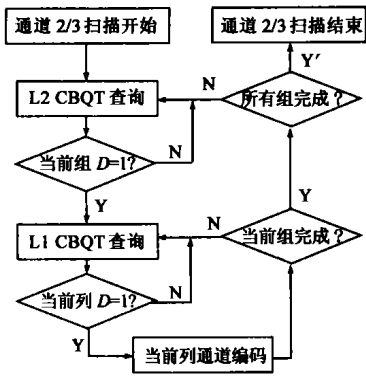 通道 2/3 扫描开始
通道 2/3 扫描结束
Y′
L2 CBQT 查询
N
所有组完成？
当前组 D=1?
N
Y
Y
L1 CBQT 查询
N
当前组完成？
当前列 D=1?
N
Y
当前列通道编码